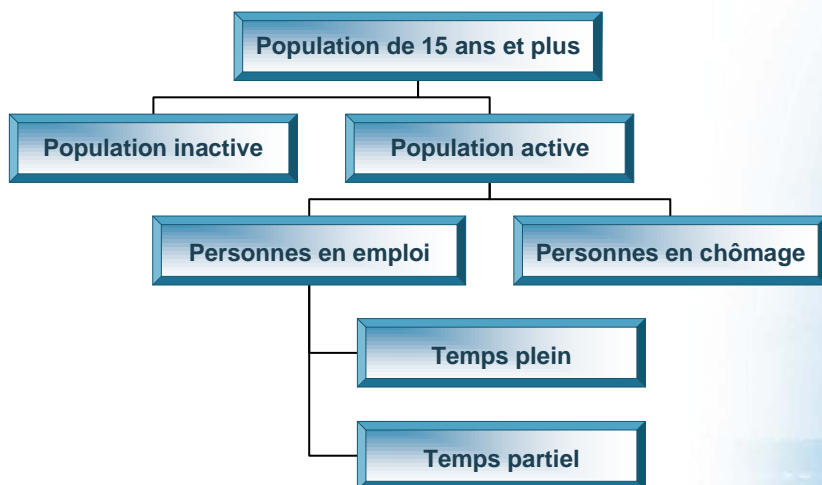 Population de 15 ans et plus
Population inactive
Population active
Personnes en emploi
Personnes en chômage
Temps plein
Temps partiel